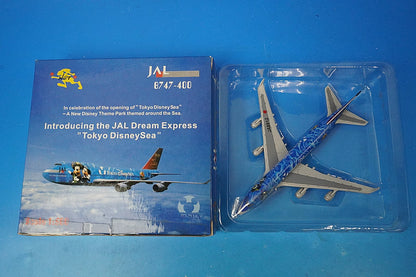 JAL
B747-400
In celebration of the opening of "Tokyo DisneySea"
~A New Disney Theme Park themed around the Sea.
Introducing the JAL Dream Express
"Tokyo DisneySea"